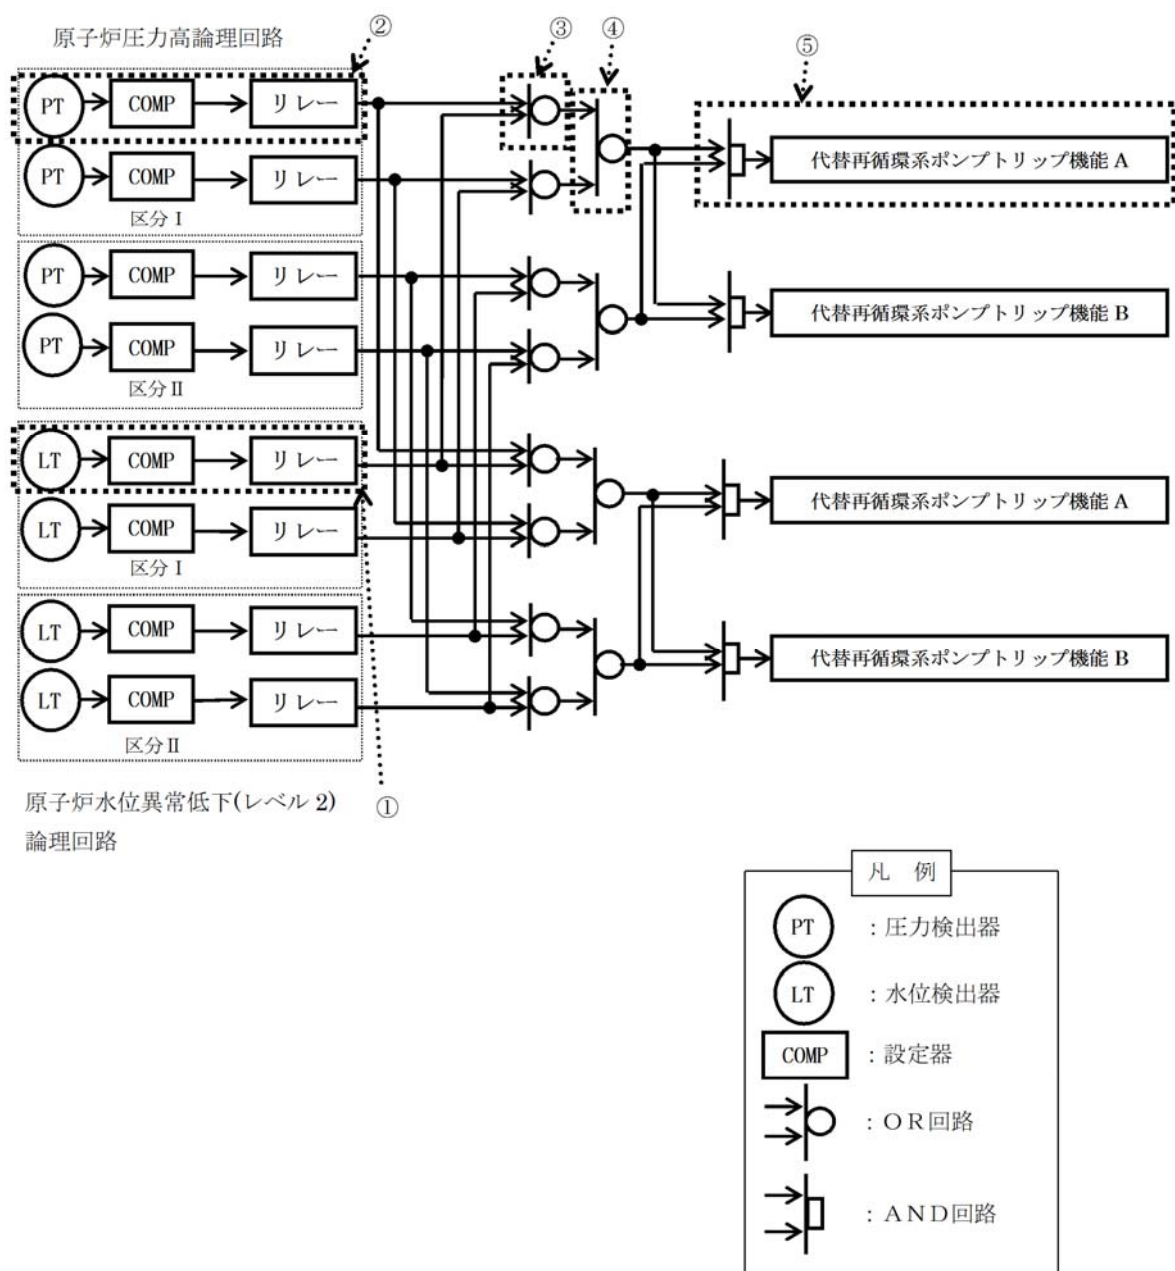 原子炉圧力高論理回路
②
③
④
⑤
PT
COMP
リレー
PT
COMP
リレー
区分Ⅰ
代替再循環系ポンプトリップ機能 A
PT
COMP
リレー
PT
COMP
リレー
区分Ⅱ
代替再循環系ポンプトリップ機能 B
LT
COMP
リレー
LT
COMP
リレー
区分Ⅰ
代替再循環系ポンプトリップ機能 A
LT
COMP
リレー
LT
COMP
リレー
区分Ⅱ
代替再循環系ポンプトリップ機能 B
原子炉水位異常低下(レベル 2)
論理回路
①
凡 例
PT
:圧力検出器
LT
:水位検出器
COMP
:設定器
:OR回路
:AND回路